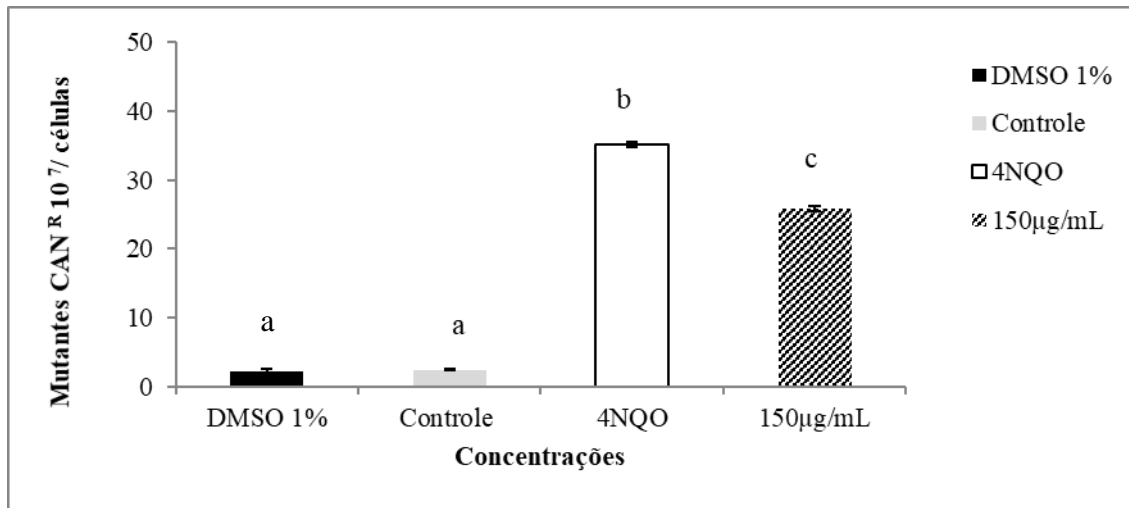 Mutantes CAN R 10 7/ células
50
40
30
20
10
0
a
a
b
c
DMSO 1%
Controle
4NQO
150μg/mL
Concentrações
DMSO 1%
Controle
4NQO
150μg/mL